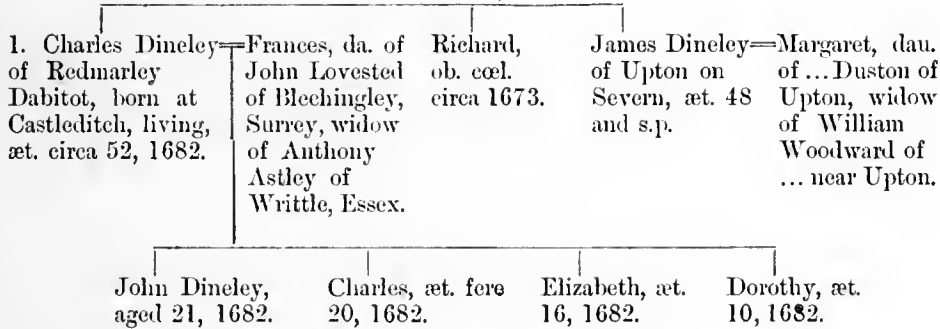 1. Charles Dineley=
of Redmarley
Dabitot, born at
Castleditch, living,
æt. circa 52, 1682.
Frances, da. of
John Lovested
of Blechingley,
Surrey, widow
of Anthony
Astley of
Writtle, Essex.
Richard,
ob. cœl.
circa 1673.
James Dineley=
of Upton on
Severn, æt. 48
and s.p.
Margaret, dau.
of ... Duston of
Upton, widow
of William
Woodward of
... near Upton.
John Dineley,
aged 21, 1682.
Charles, æt. fere
20, 1682.
Elizabeth, æt.
16, 1682.
Dorothy, æt.
10, 1682.